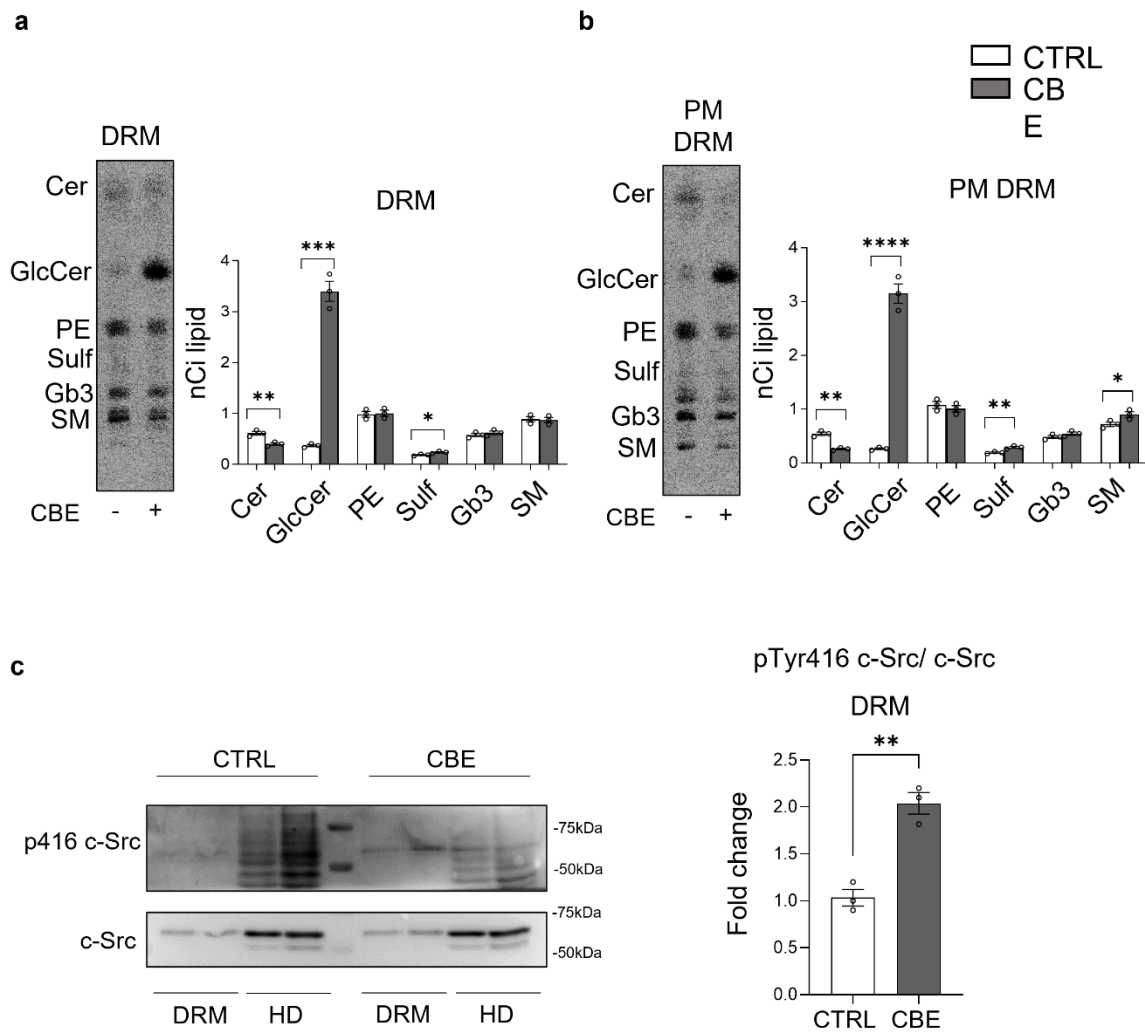 a
DRM
Cer
GlcCer
PE
Sulf
Gb3
SM
CBE - +
DRM
nCi lipid
4
3
2
1
0
** *** *
Cer GlcCer PE Sulf Gb3 SM
b
CTRL
CB
E
PM
DRM
Cer
GlcCer
PE
Sulf
Gb3
SM
CBE - +
PM DRM
nCi lipid
4
3
2
1
0
** **** ** *
Cer GlcCer PE Sulf Gb3 SM
c
CTRL CBE
p416 c-Src
-75kDa
-50kDa
c-Src
-75kDa
-50kDa
DRM HD DRM HD
pTyr416 c-Src/ c-Src
DRM
**
Fold change
2.5
2.0
1.5
1.0
0.5
0.0
CTRL CBE